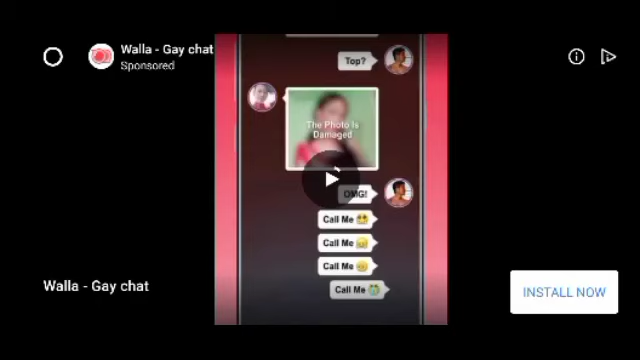 Walla - Gay chat
Sponsored
Top?
The Photo Is
Damaged
OMG!
Call Me
Call Me
Call Me
Call Me
Walla - Gay chat
INSTALL NOW